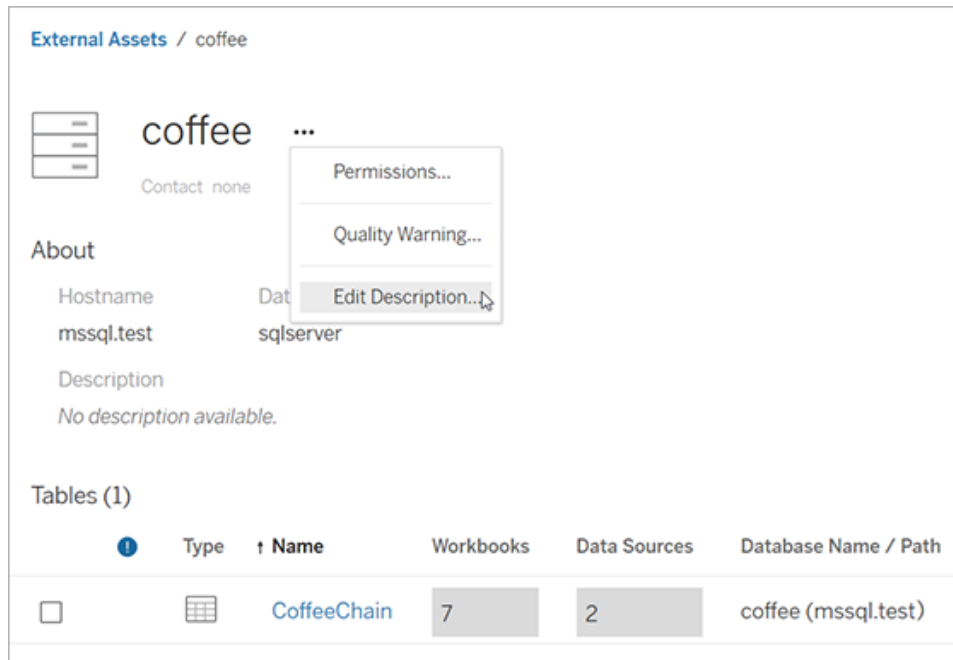 External Assets / coffee
coffee ...
Contact none
Permissions...
Quality Warning...
Edit Description...
About
Hostname Dat
mssql.test sqlserver
Description
No description available.
Tables (1)
! Type ↑ Name Workbooks Data Sources Database Name / Path
CoffeeChain 7 2 coffee (mssql.test)